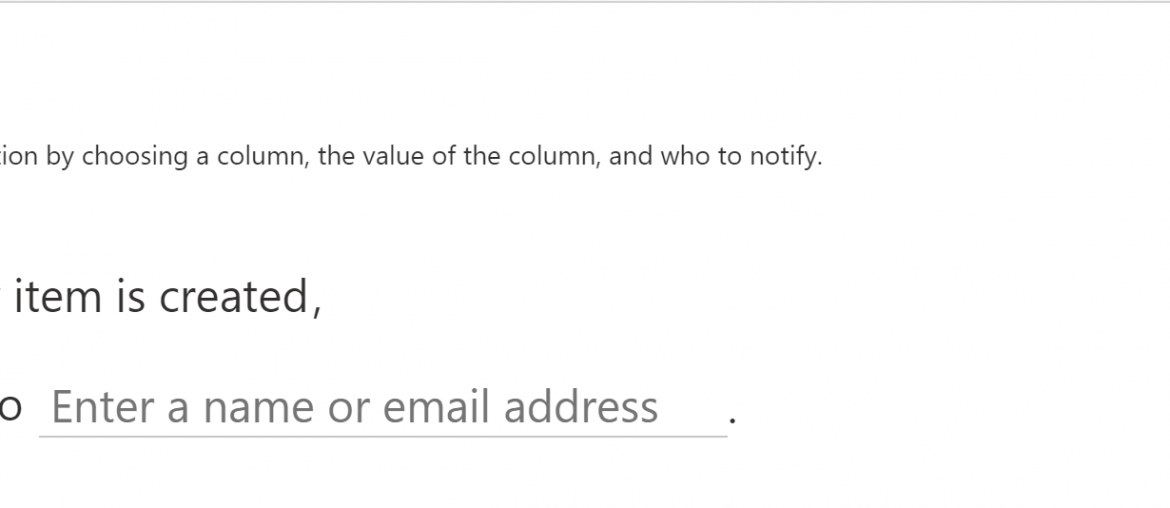 ion by choosing a column, the value of the column, and who to notify.
item is created,
o Enter a name or email address .